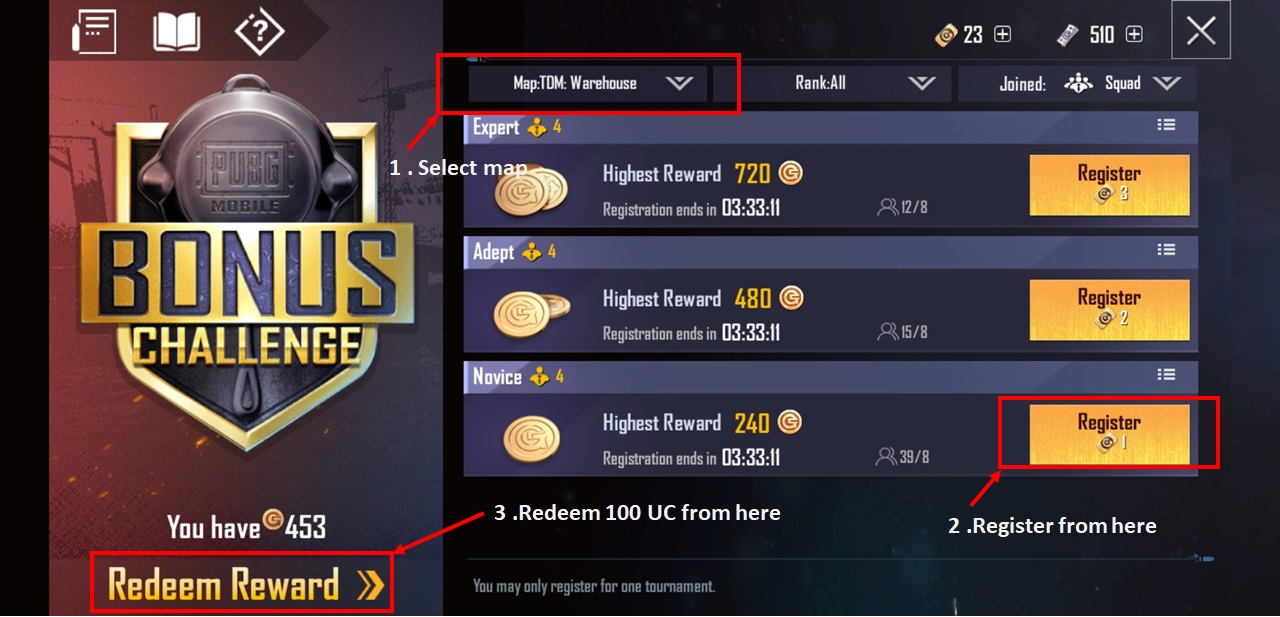 23
510
Map:TDM: Warehouse
Rank:All
Joined: Squad
PUBG
MOBILE
BONUS
CHALLENGE
You have 453
Redeem Reward
1 . Select map
Expert 4
Highest Reward 720
Registration ends in 03:33:11
12/8
Register
3
Adept 4
Highest Reward 480
Registration ends in 03:33:11
15/8
Register
2
Novice 4
Highest Reward 240
Registration ends in 03:33:11
39/8
Register
1
3 .Redeem 100 UC from here
2 .Register from here
You may only register for one tournament.